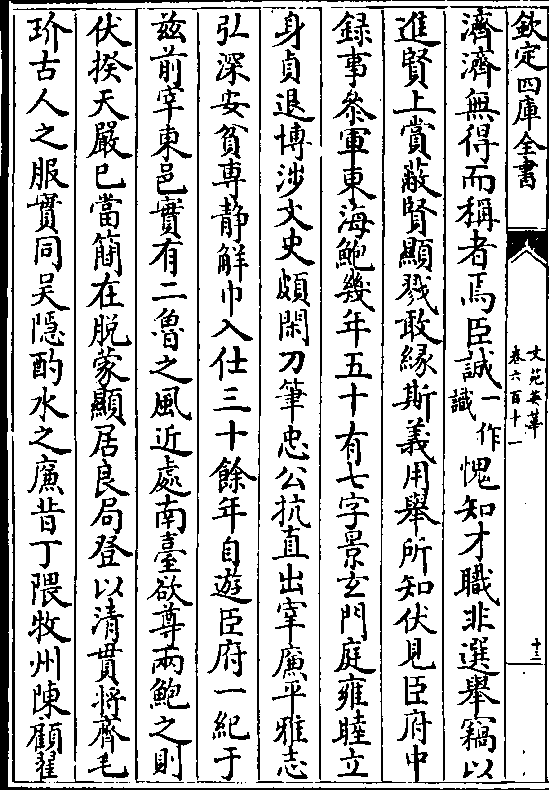 欽定四庫全書
文苑英華
卷六百十一
十三
濟濟無得而稱者焉臣誠一作識愧知才職非選舉竊以
進賢上賞蔽賢顯戮敢緣斯義用舉所知伏見臣府中
録事叅軍東海鮑幾年五十有七字景玄門庭雍睦立
身貞退博涉文史頗閑刀筆忠公抗直出宰廉平雅志
弘深安貧専静解巾入仕三十餘年自遊臣府一紀于
兹前宰東邑實有二魯之風近處南臺欲尊兩鮑之則
伏揆天嚴已當簡在脱蒙顯居良局登以清貫將齊毛
玠古人之服實同吴隠酌水之廉昔丁隈牧州陳顧翟